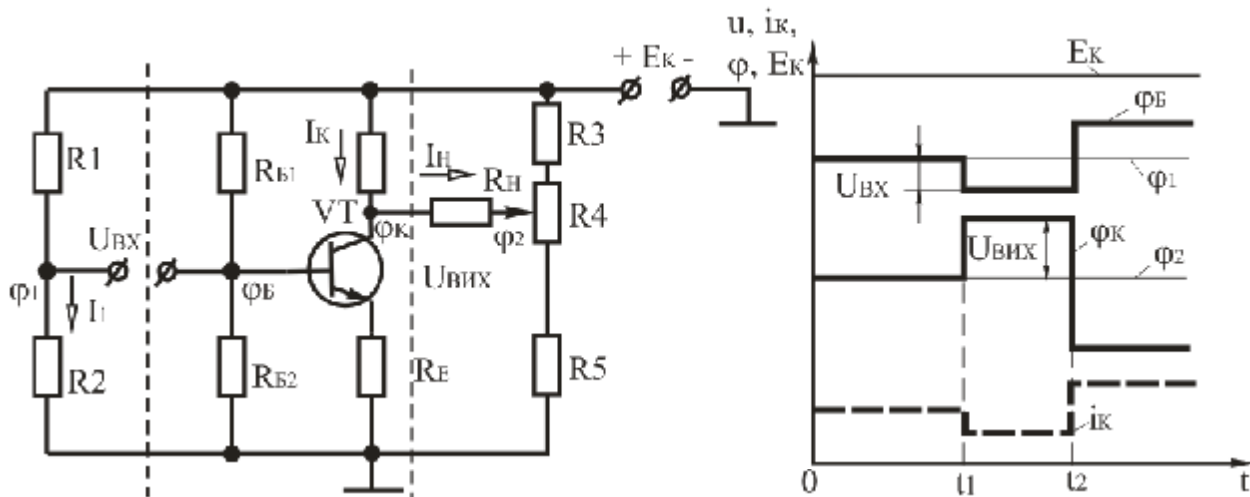 + Eк -
R1
RБ1
Iк
Iн
Rн
R3
R4
VT
φк
φ2
Uвх
φ1
I1
φБ
Uвих
R2
RБ2
RЕ
R5
u, iк,
φ, Eк
Eк
φБ
Uвх
φ1
Uвих
φк
φ2
iк
0
t1
t2
t